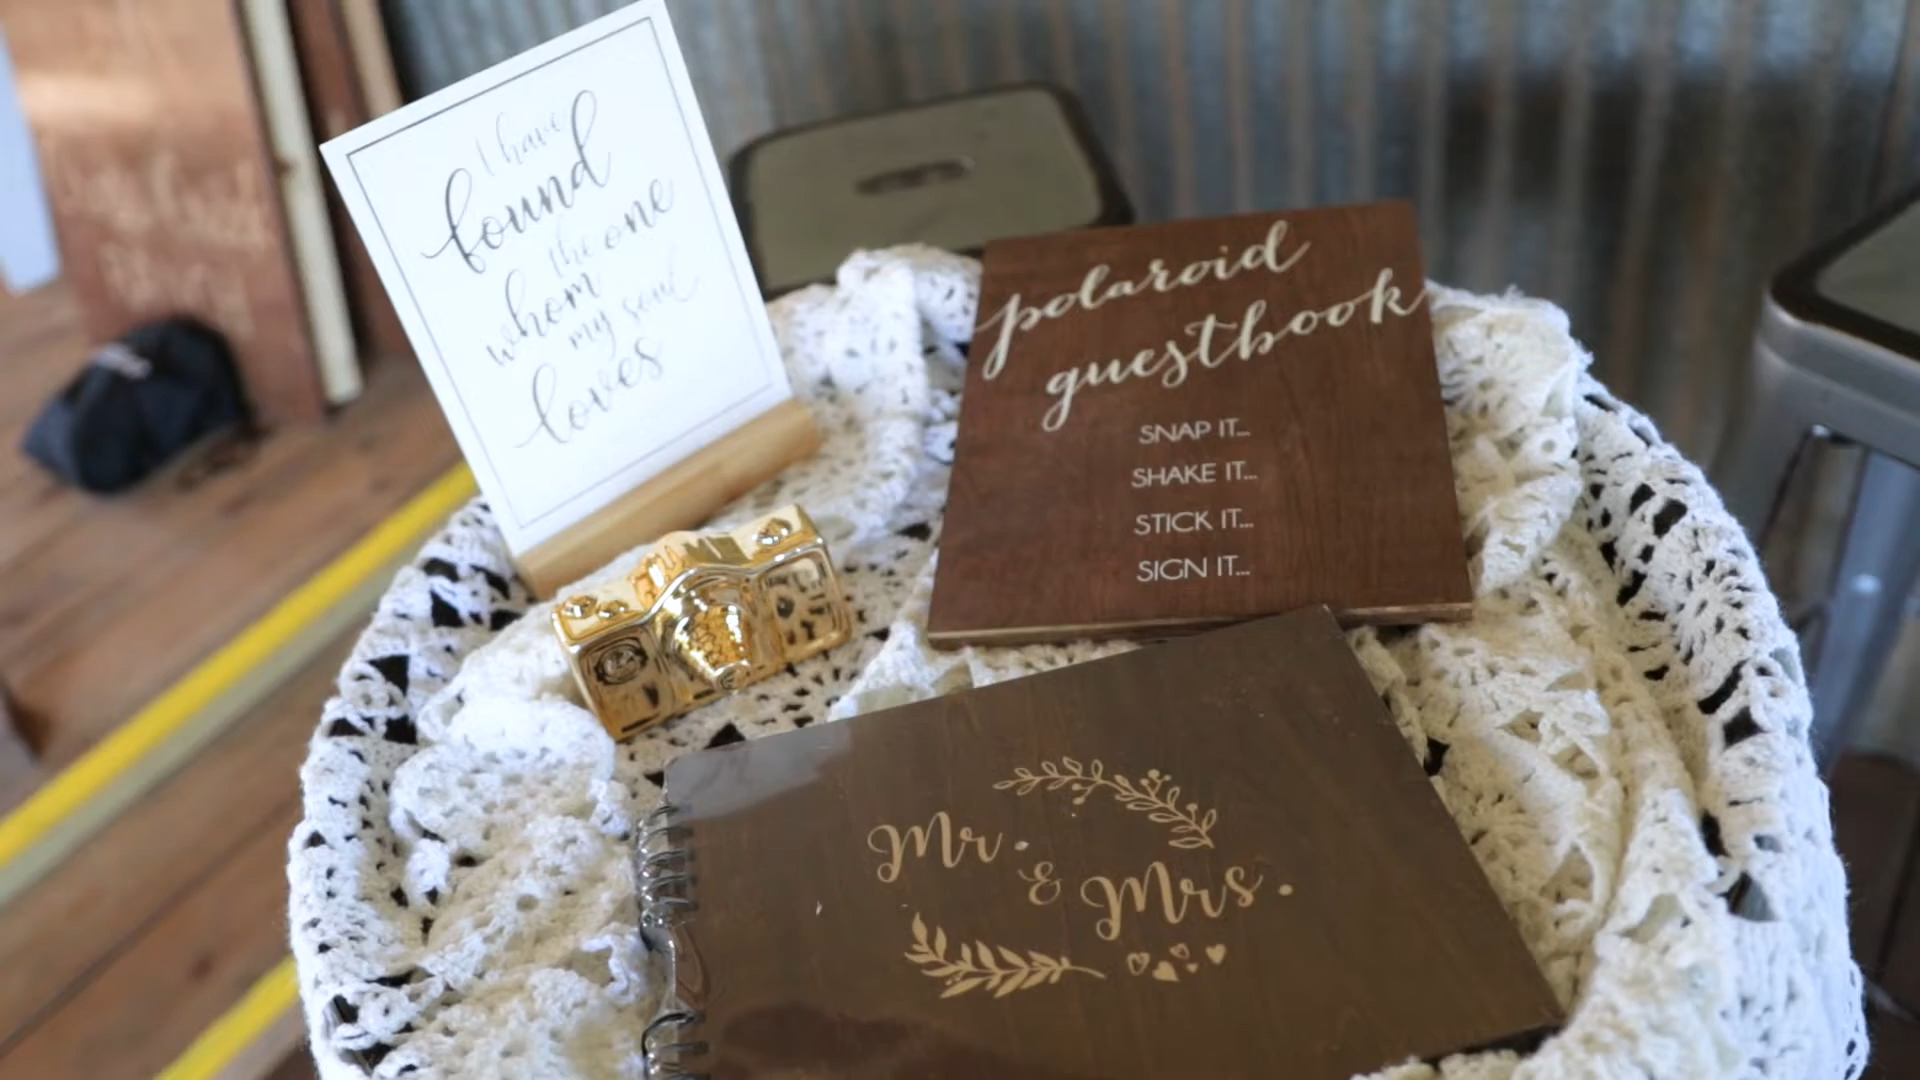 I have
found
the one
whom
my soul
loves
polaroid
guestbook
SNAP IT...
SHAKE IT...
STICK IT...
SIGN IT...
Mr.
& Mrs.